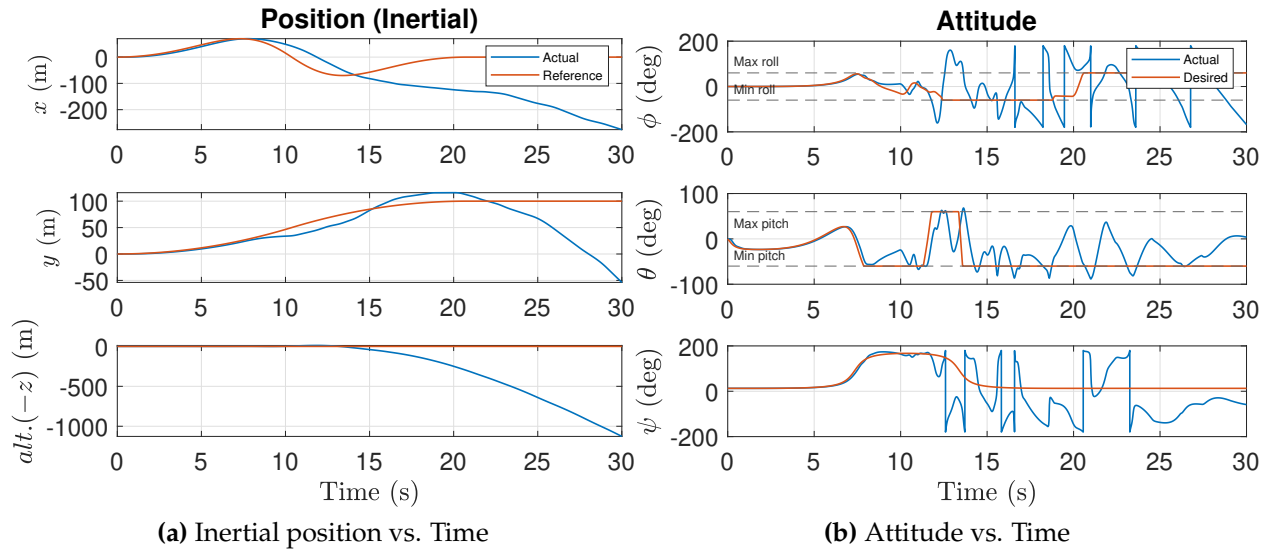 Position (Inertial)
x (m)
0
-100
-200
Actual
Reference
0 5 10 15 20 25 30
y (m)
100
50
0
-50
0 5 10 15 20 25 30
alt.(−z) (m)
0
-500
-1000
0 5 10 15 20 25 30
Time (s)
(a) Inertial position vs. Time
Attitude
ϕ (deg)
200
0
-200
Max roll
Min roll
Actual
Desired
0 5 10 15 20 25 30
θ (deg)
100
0
-100
Max pitch
Min pitch
0 5 10 15 20 25 30
ψ (deg)
200
0
-200
0 5 10 15 20 25 30
Time (s)
(b) Attitude vs. Time